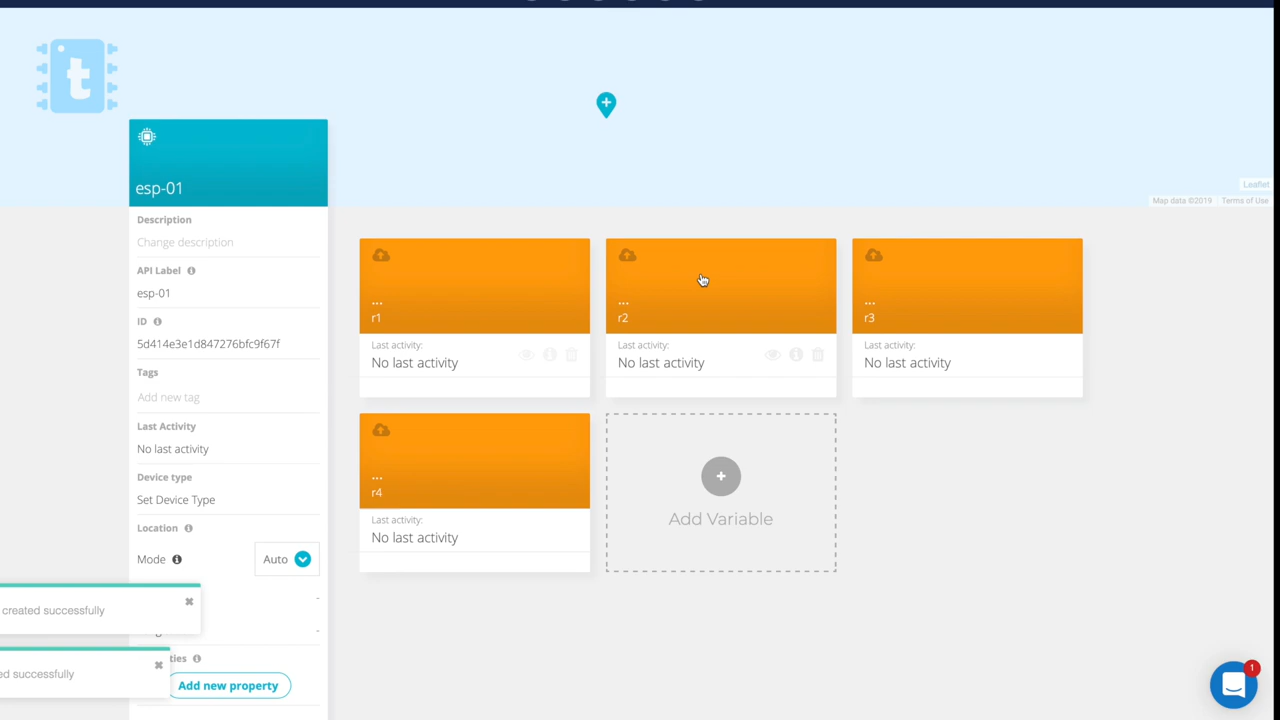 t
esp-01
Description
Change description
API Label
esp-01
ID
5d414e3e1d847276bfc9f67f
Tags
Add new tag
Last Activity
No last activity
Device type
Set Device Type
Location
Mode
Auto
-
-
ties
Add new property
created successfully
ed successfully
Leaflet
Map data ©2019 Terms of Use
...
r1
Last activity:
No last activity
...
r2
Last activity:
No last activity
...
r3
Last activity:
No last activity
...
r4
Last activity:
No last activity
Add Variable
1